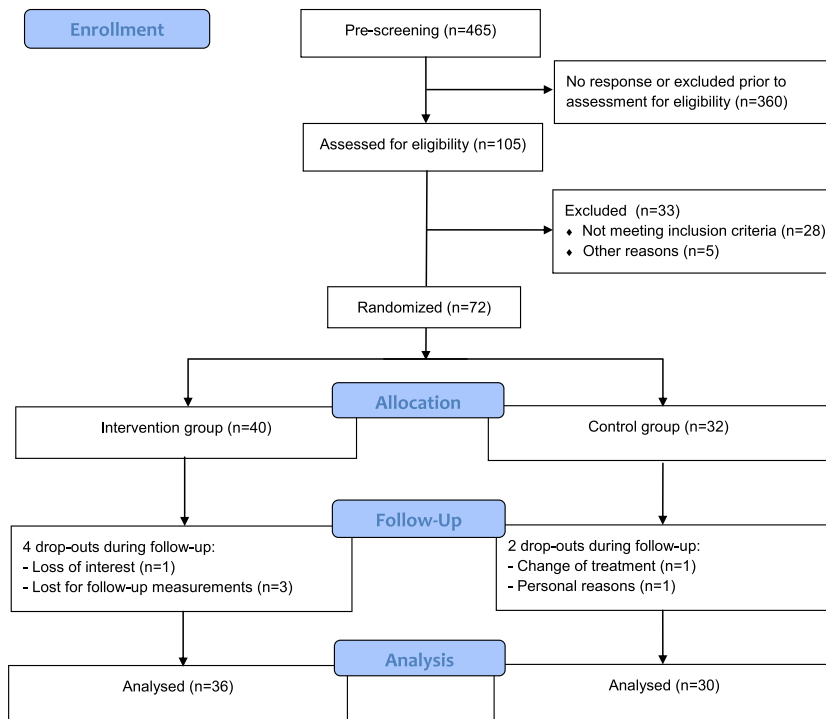 Enrollment
Pre-screening (n=465)
No response or excluded prior to
assessment for eligibility (n=360)
Assessed for eligibility (n=105)
Excluded (n=33)
♦ Not meeting inclusion criteria (n=28)
♦ Other reasons (n=5)
Randomized (n=72)
Allocation
Intervention group (n=40)
Control group (n=32)
Follow-Up
4 drop-outs during follow-up:
- Loss of interest (n=1)
- Lost for follow-up measurements (n=3)
2 drop-outs during follow-up:
- Change of treatment (n=1)
- Personal reasons (n=1)
Analysis
Analysed (n=36)
Analysed (n=30)